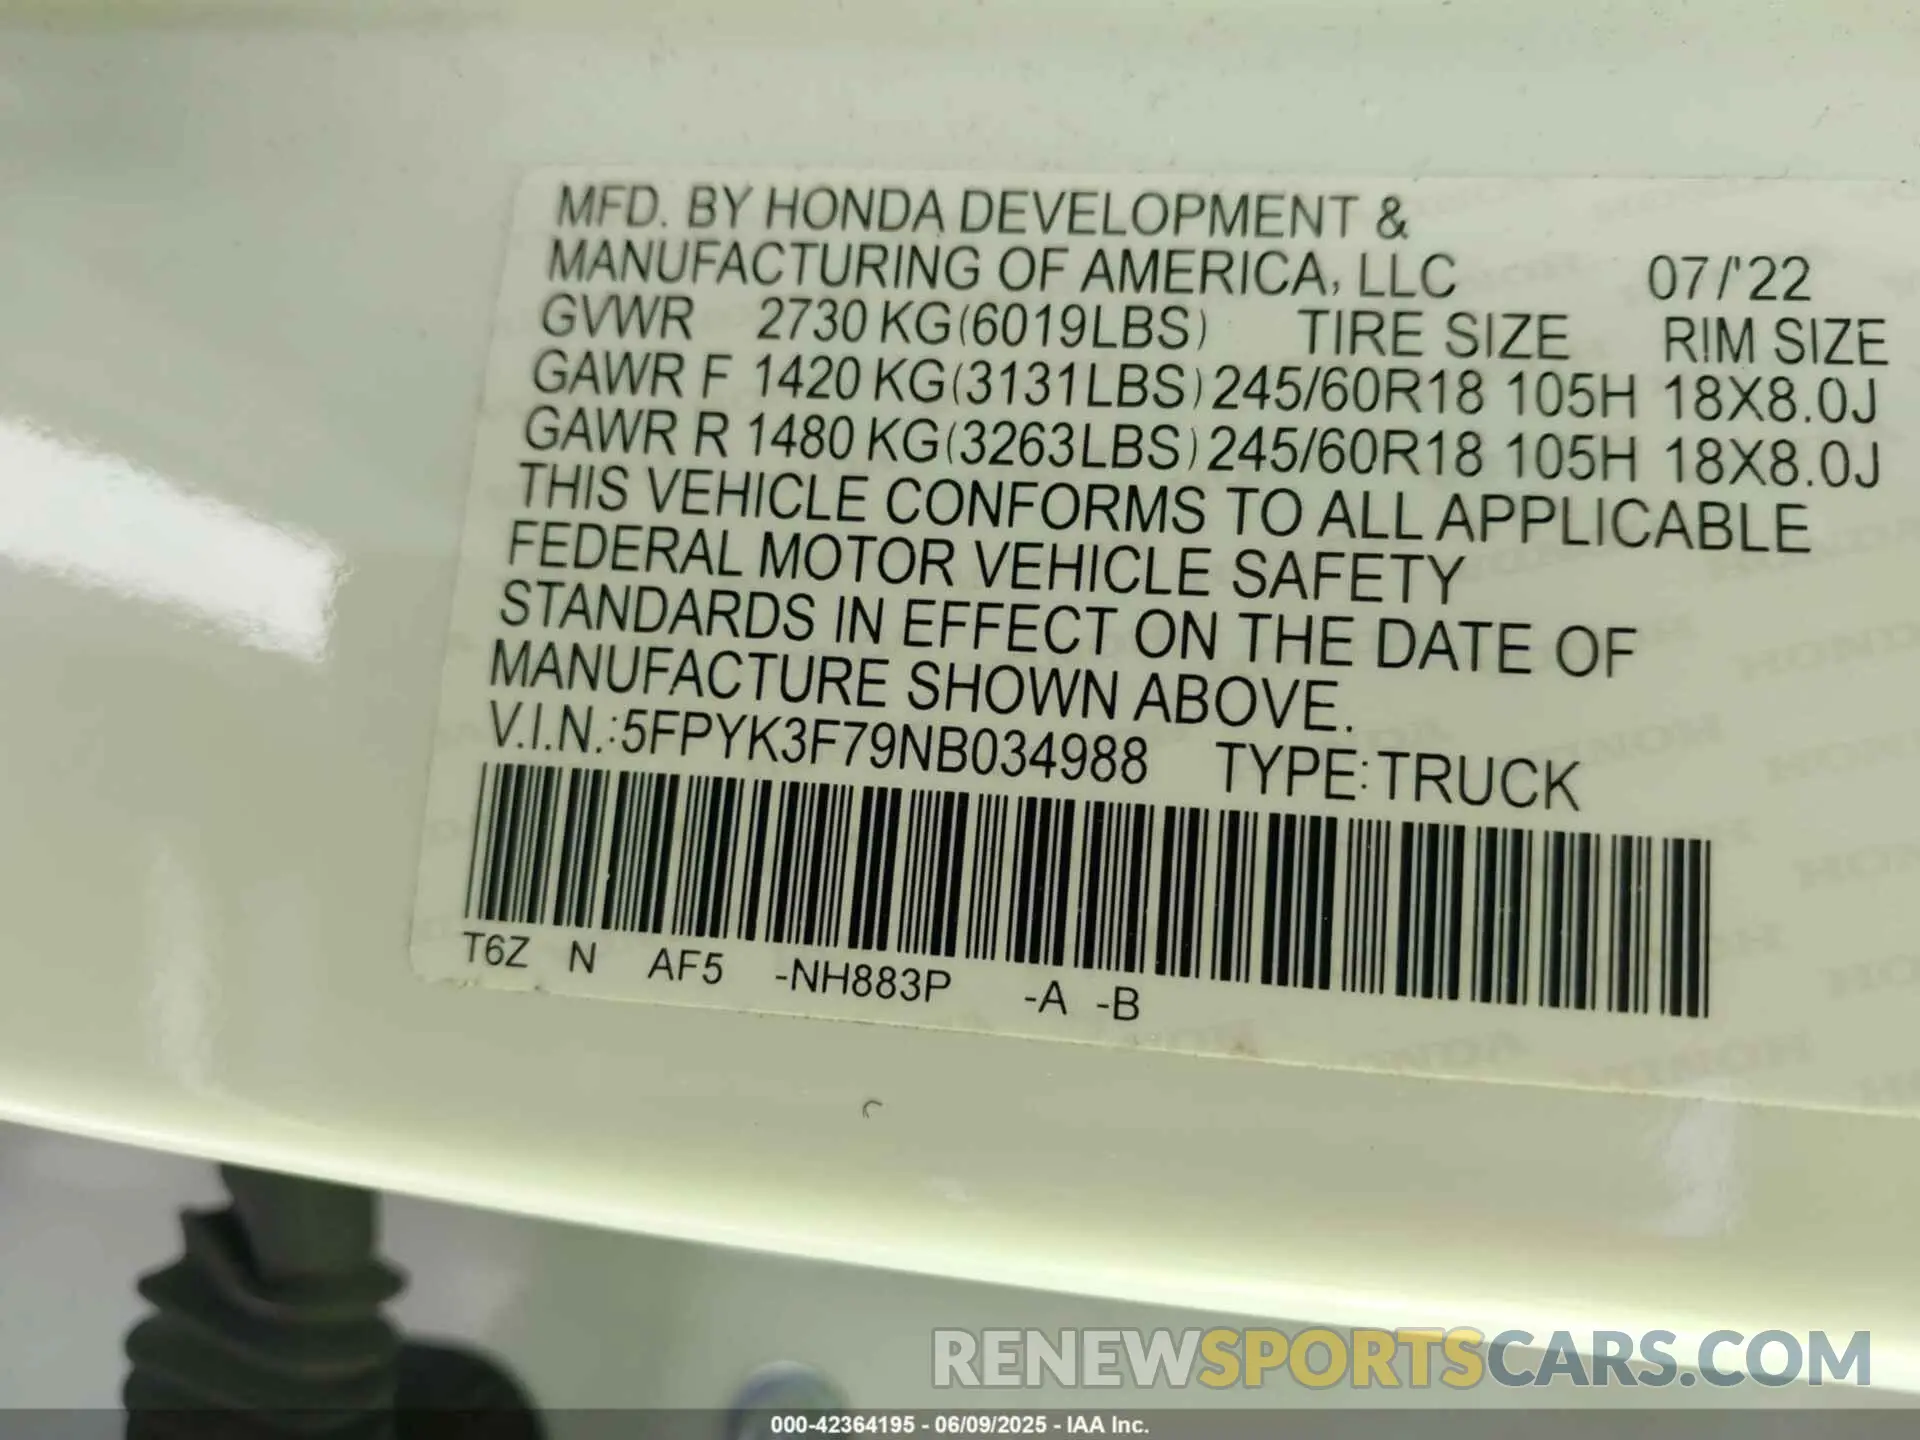 MFD. BY HONDA DEVELOPMENT &
MANUFACTURING OF AMERICA, LLC 07/'22
GVWR 2730 KG(6019LBS) TIRE SIZE RIM SIZE
GAWR F 1420 KG(3131LBS) 245/60R18 105H 18X8.0J
GAWR R 1480 KG(3263LBS) 245/60R18 105H 18X8.0J
THIS VEHICLE CONFORMS TO ALL APPLICABLE
FEDERAL MOTOR VEHICLE SAFETY
STANDARDS IN EFFECT ON THE DATE OF
MANUFACTURE SHOWN ABOVE.
V.I.N.:5FPYK3F79NB034988 TYPE:TRUCK
T6Z N AF5 -NH883P -A -B
RENEWSPORTSCARS.COM
000-42364195 - 06/09/2025 - IAA Inc.